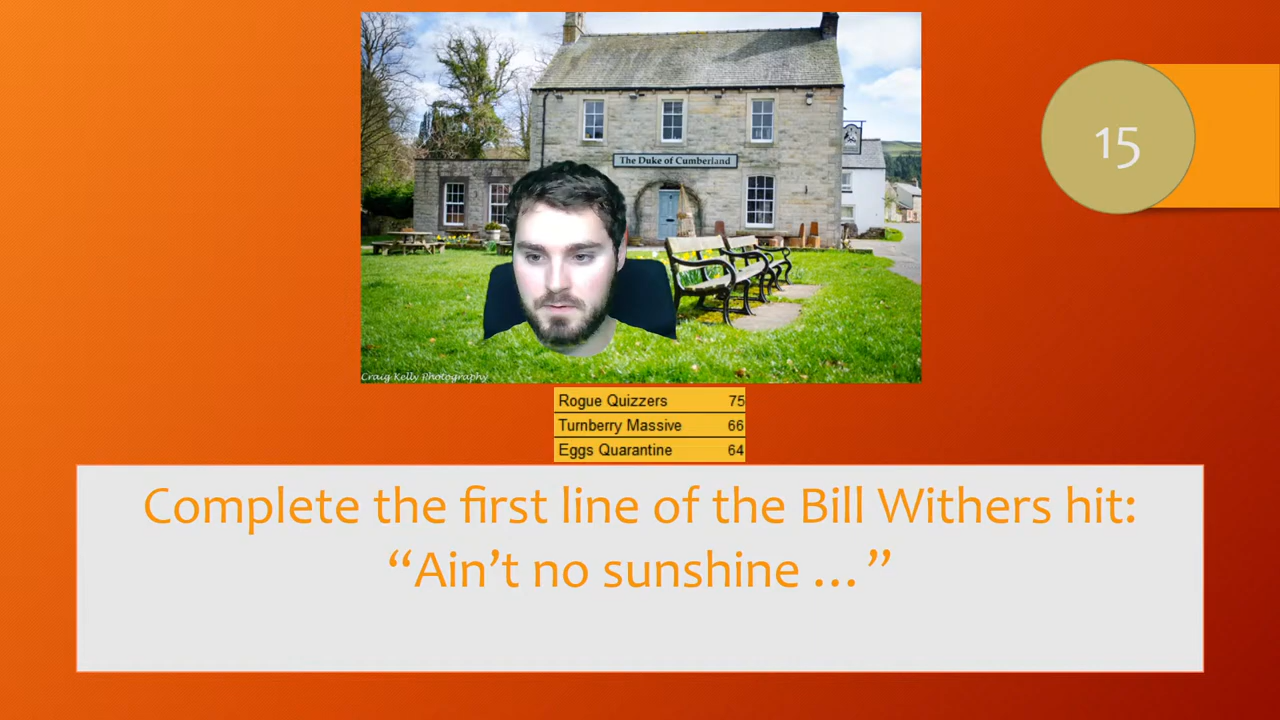 The Duke of Cumberland
15
Craig Kelly Photography
Rogue Quizzers 75
Turnberry Massive 66
Eggs Quarantine 64
Complete the first line of the Bill Withers hit:
“Ain’t no sunshine …”